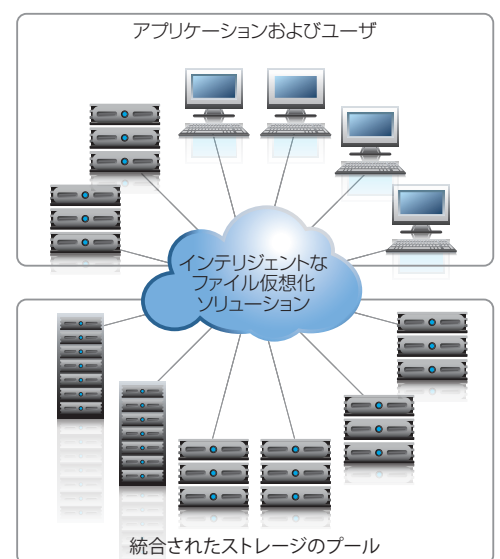 アプリケーションおよびユーザ
インテリジェントな
ファイル仮想化
ソリューション
統合されたストレージのプール